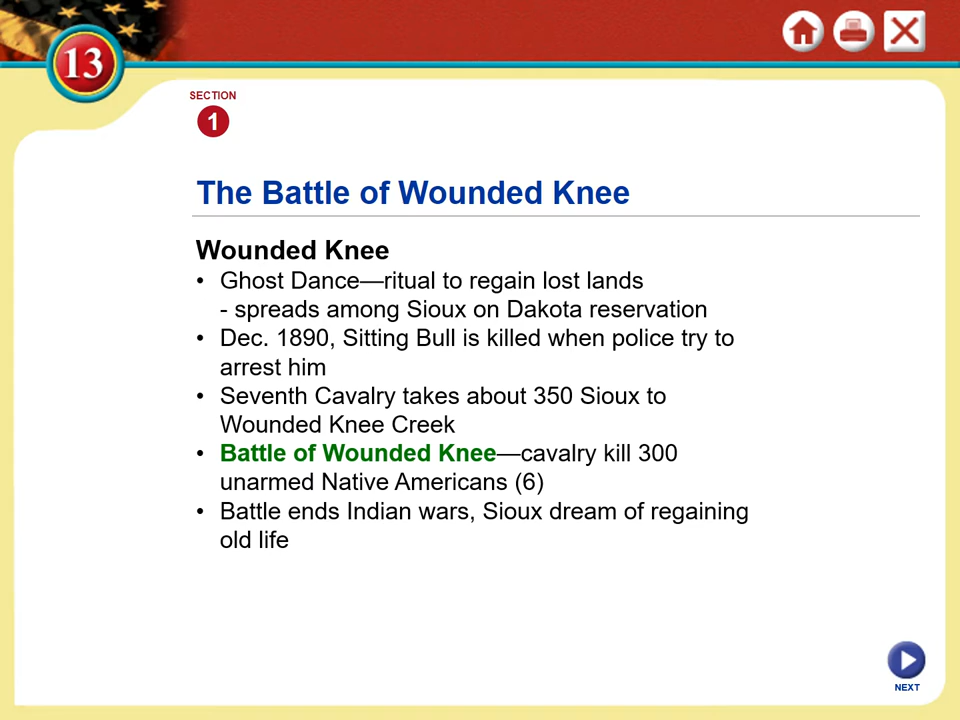 13
SECTION
1
The Battle of Wounded Knee
Wounded Knee
• Ghost Dance—ritual to regain lost lands
- spreads among Sioux on Dakota reservation
• Dec. 1890, Sitting Bull is killed when police try to
arrest him
• Seventh Cavalry takes about 350 Sioux to
Wounded Knee Creek
• Battle of Wounded Knee—cavalry kill 300
unarmed Native Americans (6)
• Battle ends Indian wars, Sioux dream of regaining
old life
NEXT